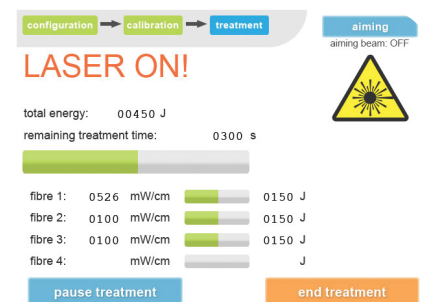 configuration calibration treatment
aiming
aiming beam: OFF
LASER ON!
total energy: 00450 J
remaining treatment time: 0300 s
fibre 1: 0526 mW/cm 0150 J
fibre 2: 0100 mW/cm 0150 J
fibre 3: 0100 mW/cm 0150 J
fibre 4: mW/cm J
pause treatment end treatment